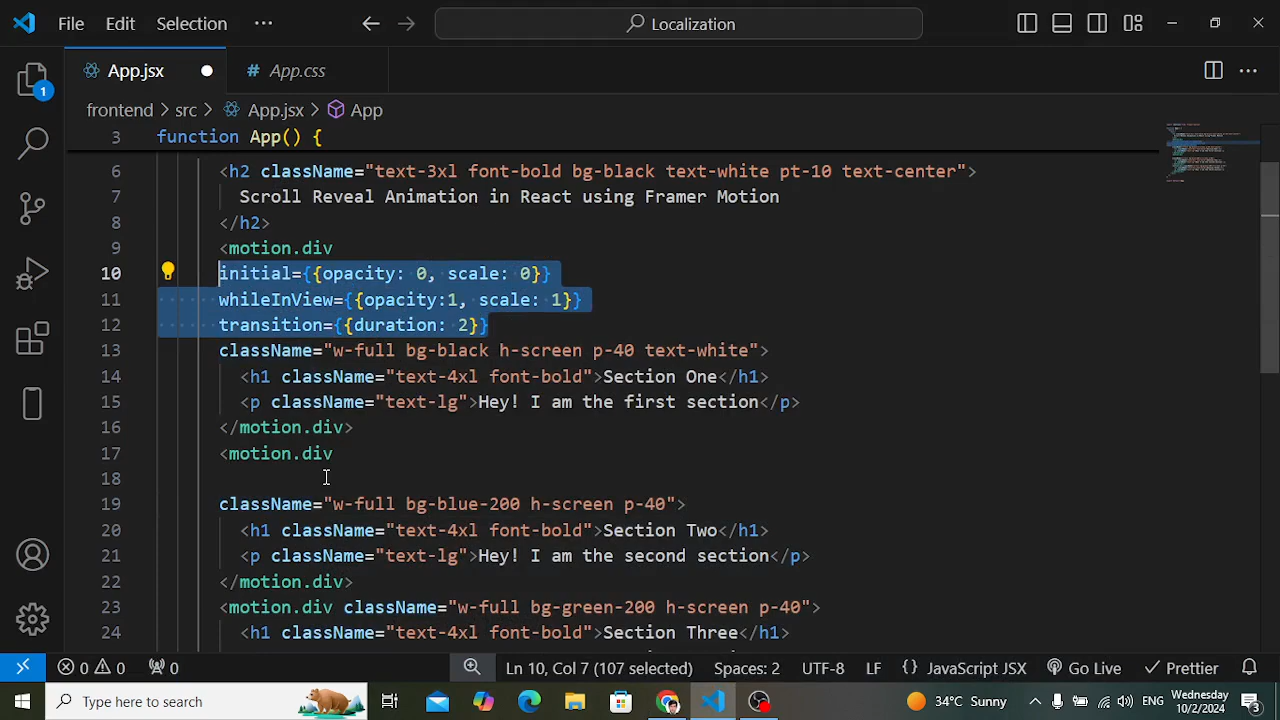 File Edit Selection ··· Localization
App.jsx # App.css
1
frontend > src > App.jsx > App
3 function App() {
6 <h2 className="text-3xl font-bold bg-black text-white pt-10 text-center">
7 Scroll Reveal Animation in React using Framer Motion
8 </h2>
9 <motion.div
10 initial={{opacity: 0, scale: 0}}
11 whileInView={{opacity:1, scale: 1}}
12 transition={{duration: 2}}
13 className="w-full bg-black h-screen p-40 text-white">
14 <h1 className="text-4xl font-bold">Section One</h1>
15 <p className="text-lg">Hey! I am the first section</p>
16 </motion.div>
17 <motion.div
18
19 className="w-full bg-blue-200 h-screen p-40">
20 <h1 className="text-4xl font-bold">Section Two</h1>
21 <p className="text-lg">Hey! I am the second section</p>
22 </motion.div>
23 <motion.div className="w-full bg-green-200 h-screen p-40">
24 <h1 className="text-4xl font-bold">Section Three</h1>
0 0 0 Ln 10, Col 7 (107 selected) Spaces: 2 UTF-8 LF {} JavaScript JSX Go Live Prettier
Type here to search 34°C Sunny ENG Wednesday
10/2/2024 3